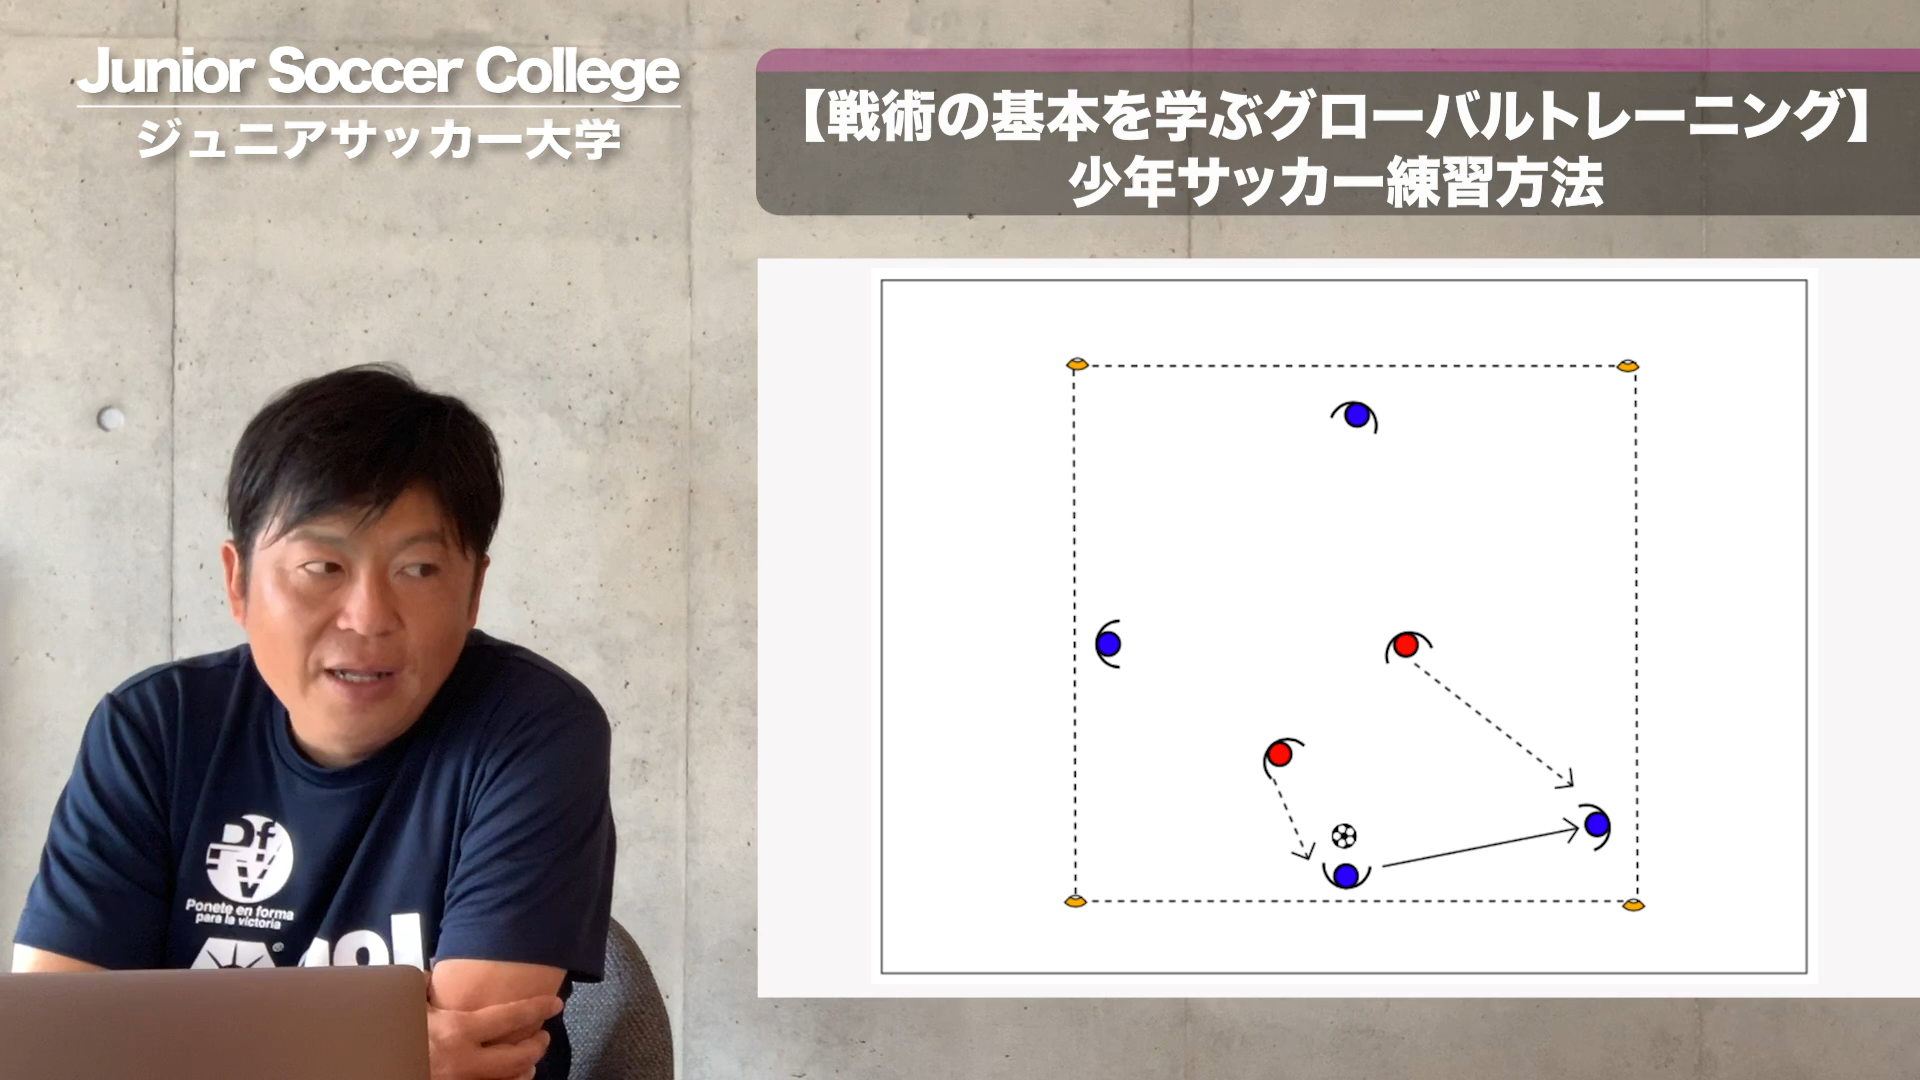 Junior Soccer College
ジュニアサッカー大学
【戦術の基本を学ぶグローバルトレーニング】
少年サッカー練習方法
Df
V
Ponete en forma
para la victoria
®